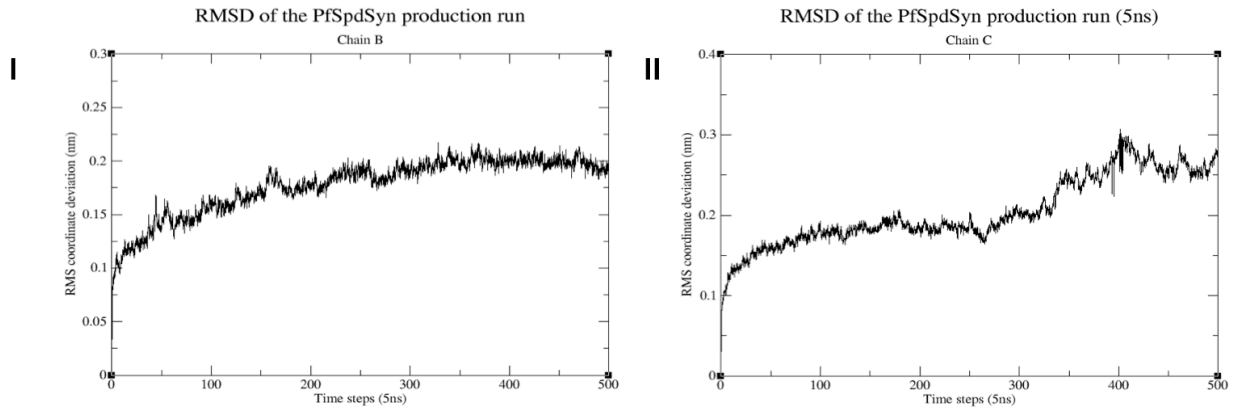 I
RMSD of the PfSpdSyn production run
Chain B
RMS coordinate deviation (nm)
0.3
0.25
0.2
0.15
0.1
0.05
0
0 100 200 300 400 500
Time steps (5ns)
II
RMSD of the PfSpdSyn production run (5ns)
Chain C
RMS coordinate deviation (nm)
0.4
0.3
0.2
0.1
0
0 100 200 300 400 500
Time steps (5ns)